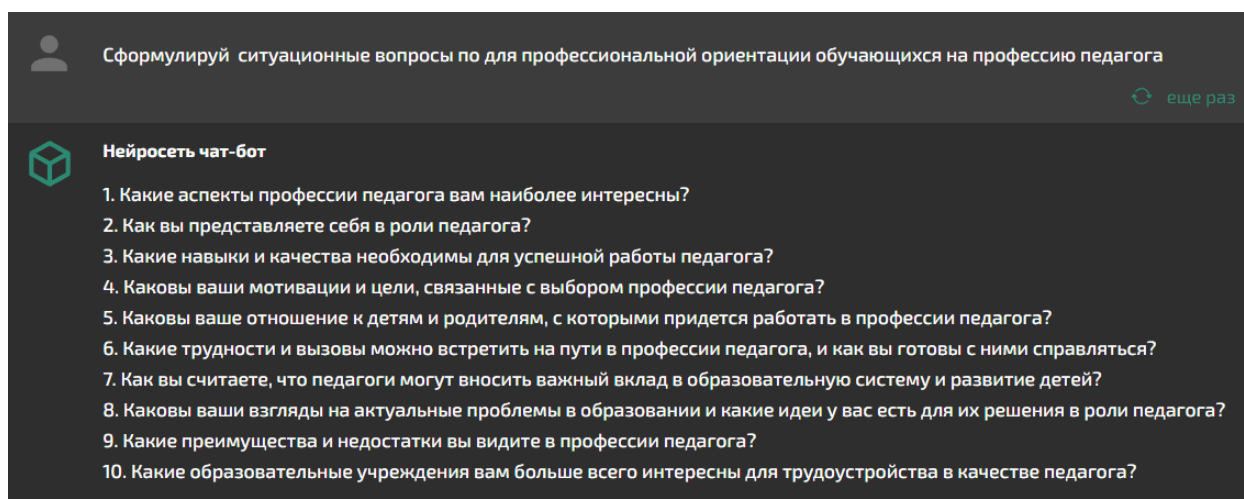 Сформулируй ситуационные вопросы по для профессиональной ориентации обучающихся на профессию педагога
еще раз
Нейросеть чат-бот
1. Какие аспекты профессии педагога вам наиболее интересны?
2. Как вы представляете себя в роли педагога?
3. Какие навыки и качества необходимы для успешной работы педагога?
4. Каковы ваши мотивации и цели, связанные с выбором профессии педагога?
5. Каковы ваше отношение к детям и родителям, с которыми придется работать в профессии педагога?
6. Какие трудности и вызовы можно встретить на пути в профессии педагога, и как вы готовы с ними справляться?
7. Как вы считаете, что педагоги могут вносить важный вклад в образовательную систему и развитие детей?
8. Каковы ваши взгляды на актуальные проблемы в образовании и какие идеи у вас есть для их решения в роли педагога?
9. Какие преимущества и недостатки вы видите в профессии педагога?
10. Какие образовательные учреждения вам больше всего интересны для трудоустройства в качестве педагога?